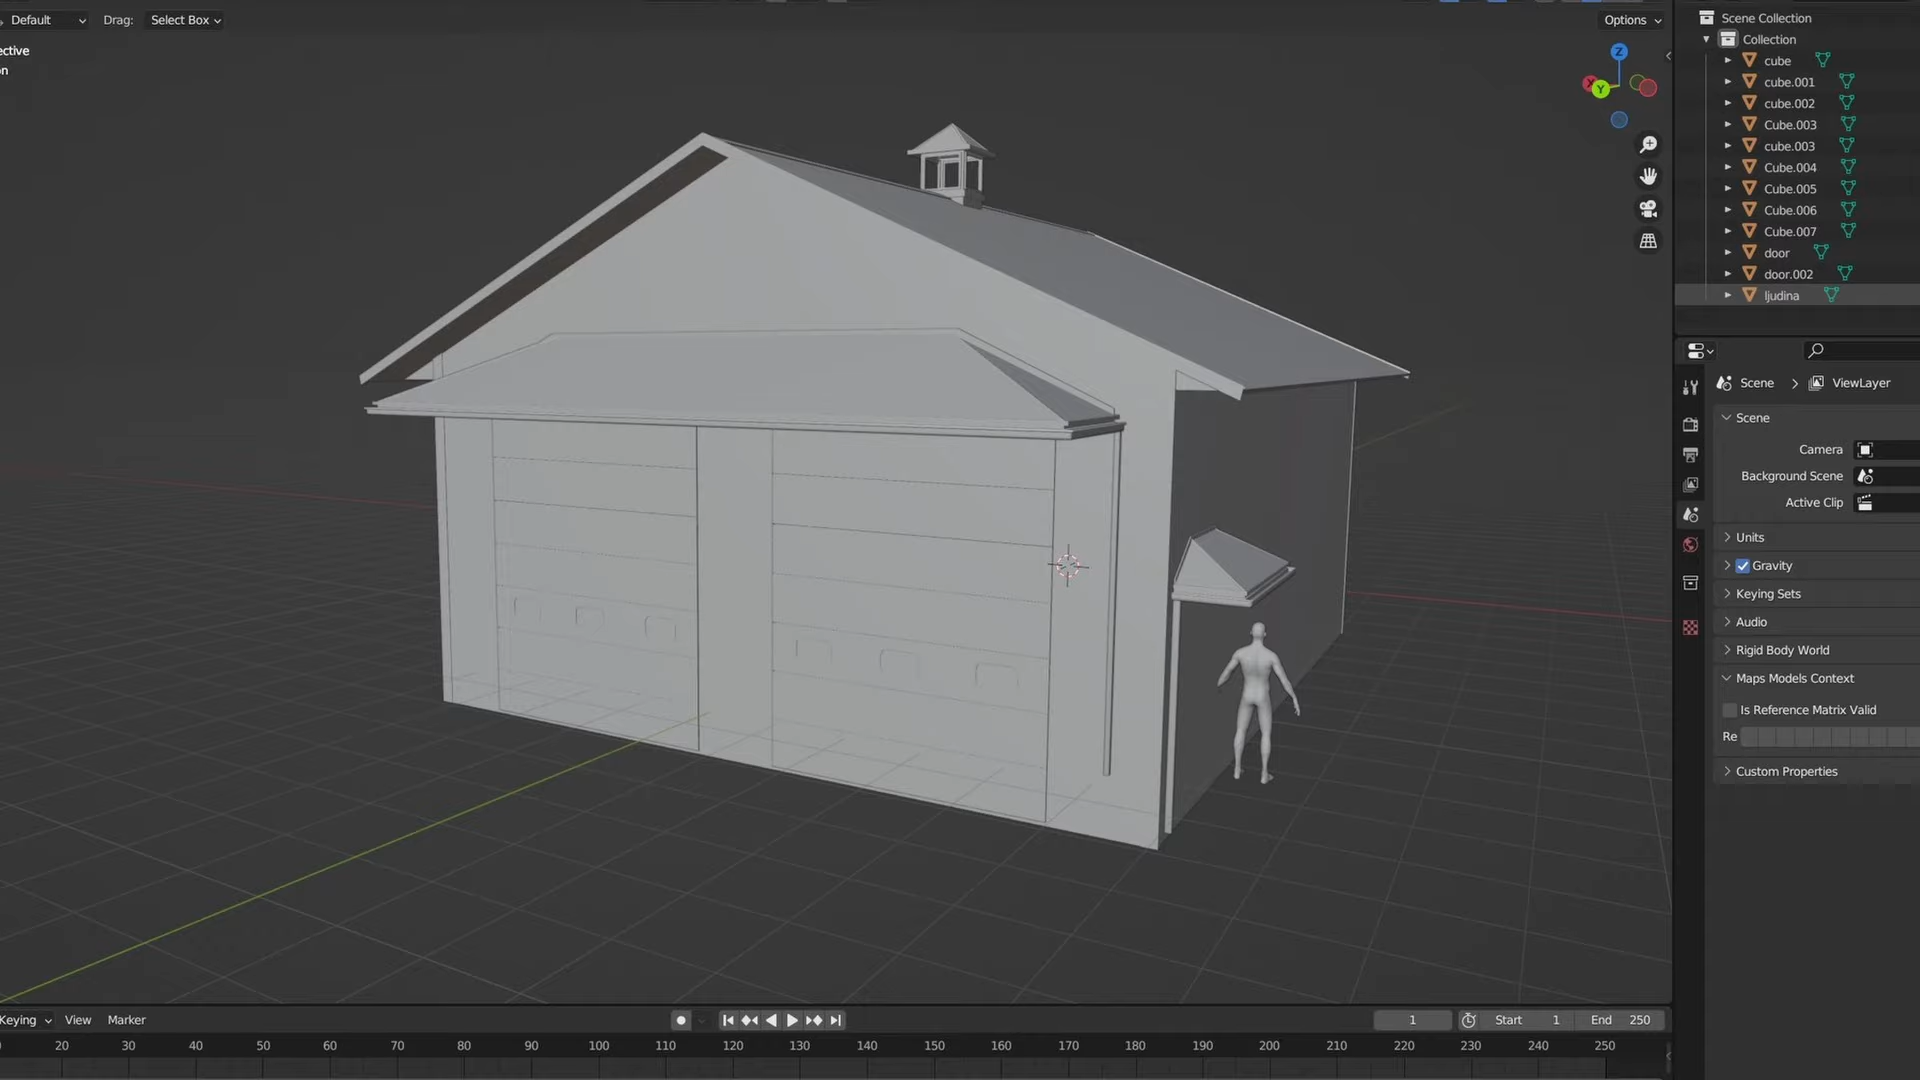 Default
Drag:
Select Box
Options
ective
on
Z
X
Y
Scene Collection
Collection
cube
cube.001
cube.002
Cube.003
cube.003
Cube.004
Cube.005
Cube.006
Cube.007
door
door.002
ljudina
Scene
ViewLayer
Scene
Camera
Background Scene
Active Clip
Units
Gravity
Keying Sets
Audio
Rigid Body World
Maps Models Context
Is Reference Matrix Valid
Re
Custom Properties
Keying
View
Marker
1
Start 1
End 250
20 30 40 50 60 70 80 90 100 110 120 130 140 150 160 170 180 190 200 210 220 230 240 250